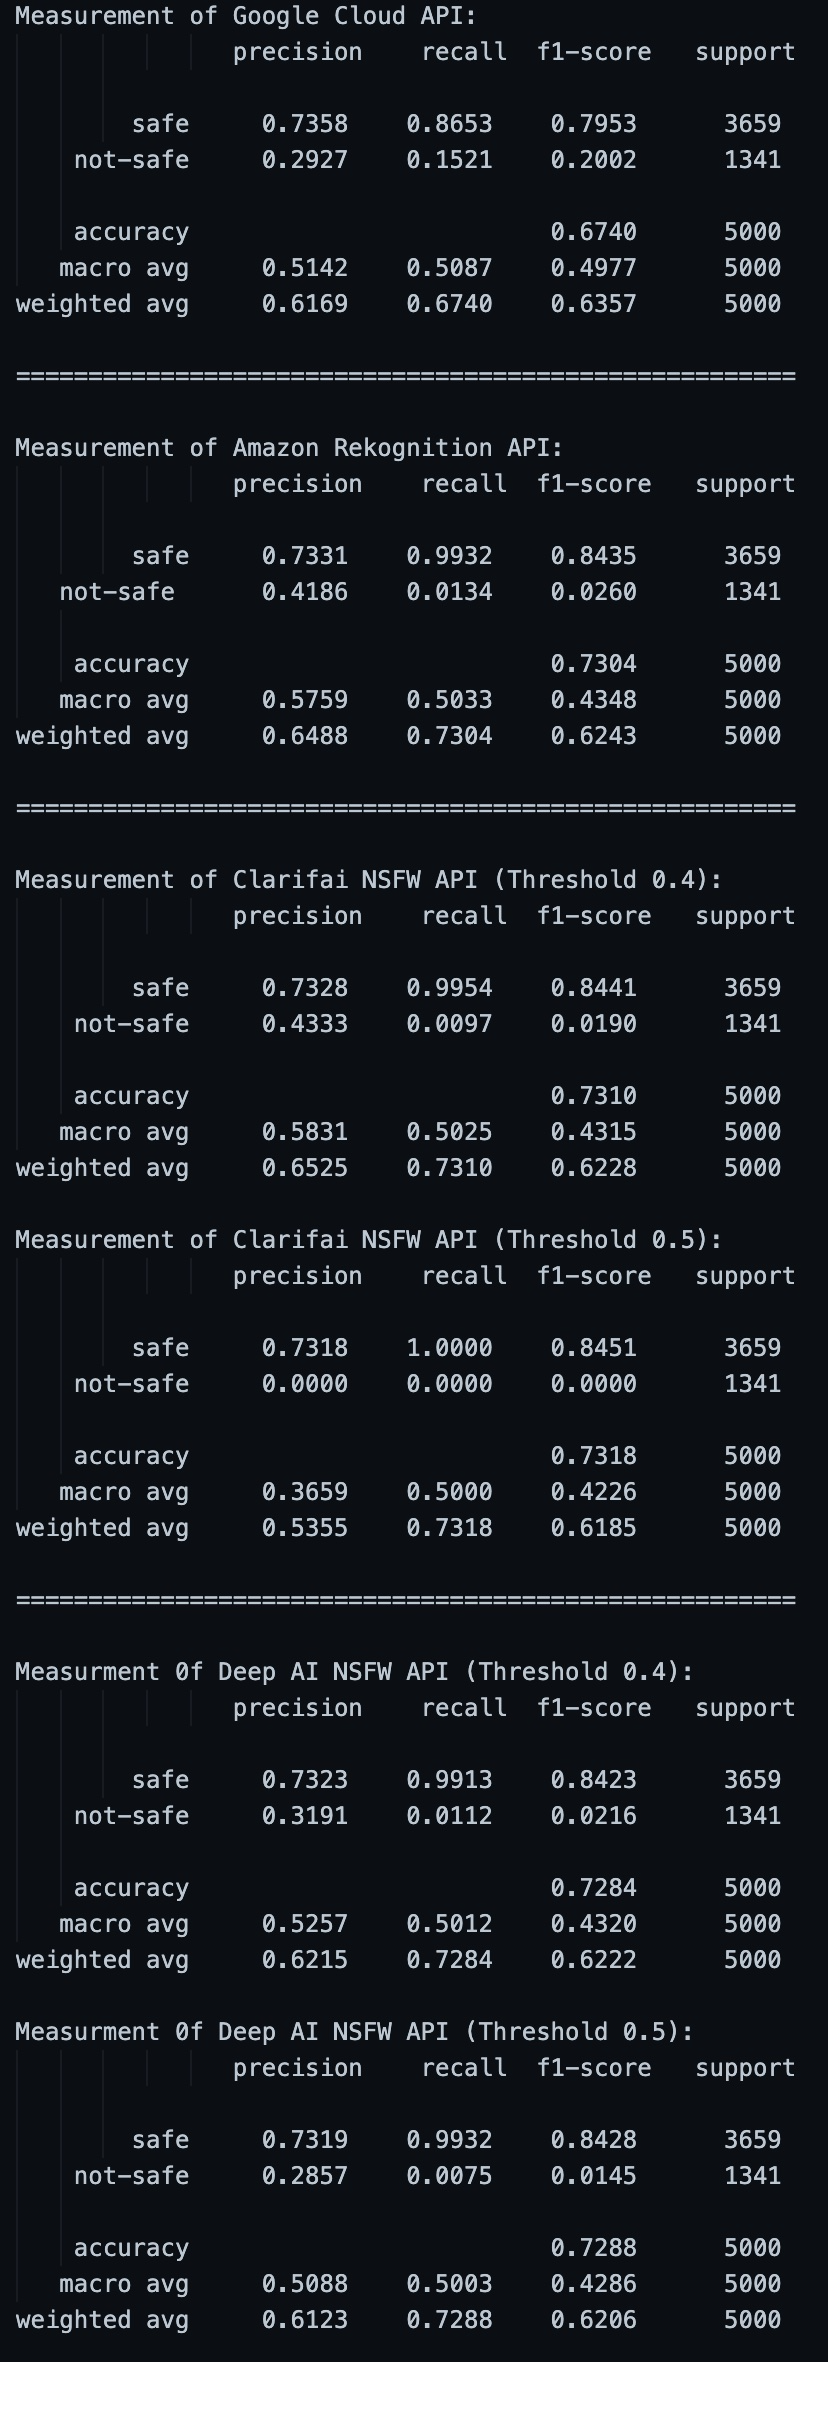 Measurement of Google Cloud API:
precision recall f1-score support
safe 0.7358 0.8653 0.7953 3659
not-safe 0.2927 0.1521 0.2002 1341
accuracy 0.6740 5000
macro avg 0.5142 0.5087 0.4977 5000
weighted avg 0.6169 0.6740 0.6357 5000
======================================================
Measurement of Amazon Rekognition API:
precision recall f1-score support
safe 0.7331 0.9932 0.8435 3659
not-safe 0.4186 0.0134 0.0260 1341
accuracy 0.7304 5000
macro avg 0.5759 0.5033 0.4348 5000
weighted avg 0.6488 0.7304 0.6243 5000
======================================================
Measurement of Clarifai NSFW API (Threshold 0.4):
precision recall f1-score support
safe 0.7328 0.9954 0.8441 3659
not-safe 0.4333 0.0097 0.0190 1341
accuracy 0.7310 5000
macro avg 0.5831 0.5025 0.4315 5000
weighted avg 0.6525 0.7310 0.6228 5000
Measurement of Clarifai NSFW API (Threshold 0.5):
precision recall f1-score support
safe 0.7318 1.0000 0.8451 3659
not-safe 0.0000 0.0000 0.0000 1341
accuracy 0.7318 5000
macro avg 0.3659 0.5000 0.4226 5000
weighted avg 0.5355 0.7318 0.6185 5000
======================================================
Measurment 0f Deep AI NSFW API (Threshold 0.4):
precision recall f1-score support
safe 0.7323 0.9913 0.8423 3659
not-safe 0.3191 0.0112 0.0216 1341
accuracy 0.7284 5000
macro avg 0.5257 0.5012 0.4320 5000
weighted avg 0.6215 0.7284 0.6222 5000
Measurment 0f Deep AI NSFW API (Threshold 0.5):
precision recall f1-score support
safe 0.7319 0.9932 0.8428 3659
not-safe 0.2857 0.0075 0.0145 1341
accuracy 0.7288 5000
macro avg 0.5088 0.5003 0.4286 5000
weighted avg 0.6123 0.7288 0.6206 5000